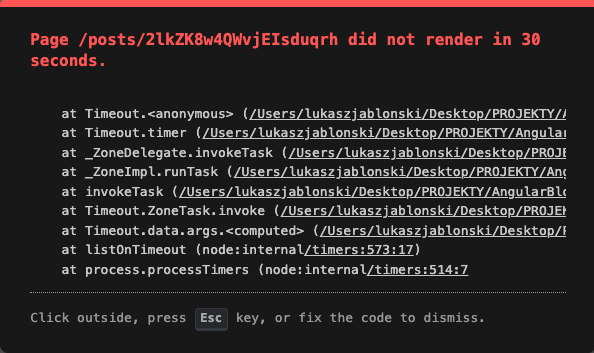 Page /posts/2lkZK8w4QWvjEIsduqrh did not render in 30
seconds.
at Timeout.<anonymous> (/Users/lukaszjablonski/Desktop/PROJEKTY/A
at Timeout.timer (/Users/lukaszjablonski/Desktop/PROJEKTY/Angular
at _ZoneDelegate.invokeTask (/Users/lukaszjablonski/Desktop/PROJE
at _ZoneImpl.runTask (/Users/lukaszjablonski/Desktop/PROJEKTY/Ang
at invokeTask (/Users/lukaszjablonski/Desktop/PROJEKTY/AngularBlo
at Timeout.ZoneTask.invoke (/Users/lukaszjablonski/Desktop/PROJEK
at Timeout.data.args.<computed> (/Users/lukaszjablonski/Desktop/P
at listOnTimeout (node:internal/timers:573:17)
at process.processTimers (node:internal/timers:514:7
Click outside, press Esc key, or fix the code to dismiss.